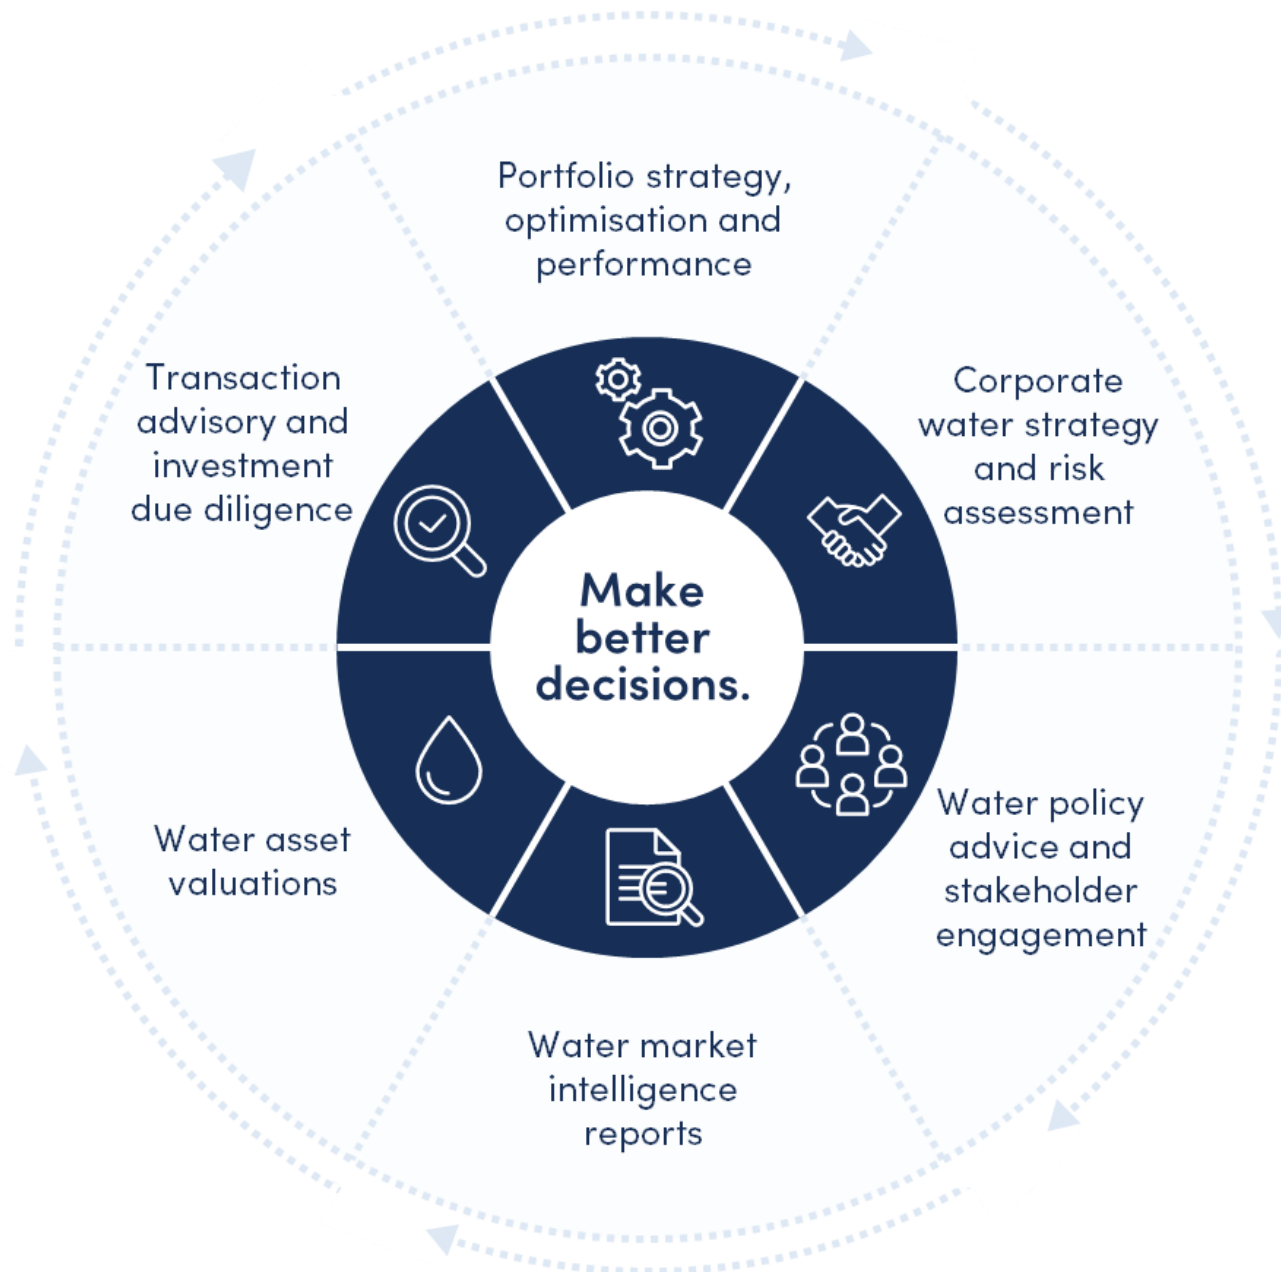 Portfolio strategy,
optimisation and
performance
Corporate
water strategy
and risk
assessment
Water policy
advice and
stakeholder
engagement
Water market
intelligence
reports
Water asset
valuations
Transaction
advisory and
investment
due diligence
Make
better
decisions.